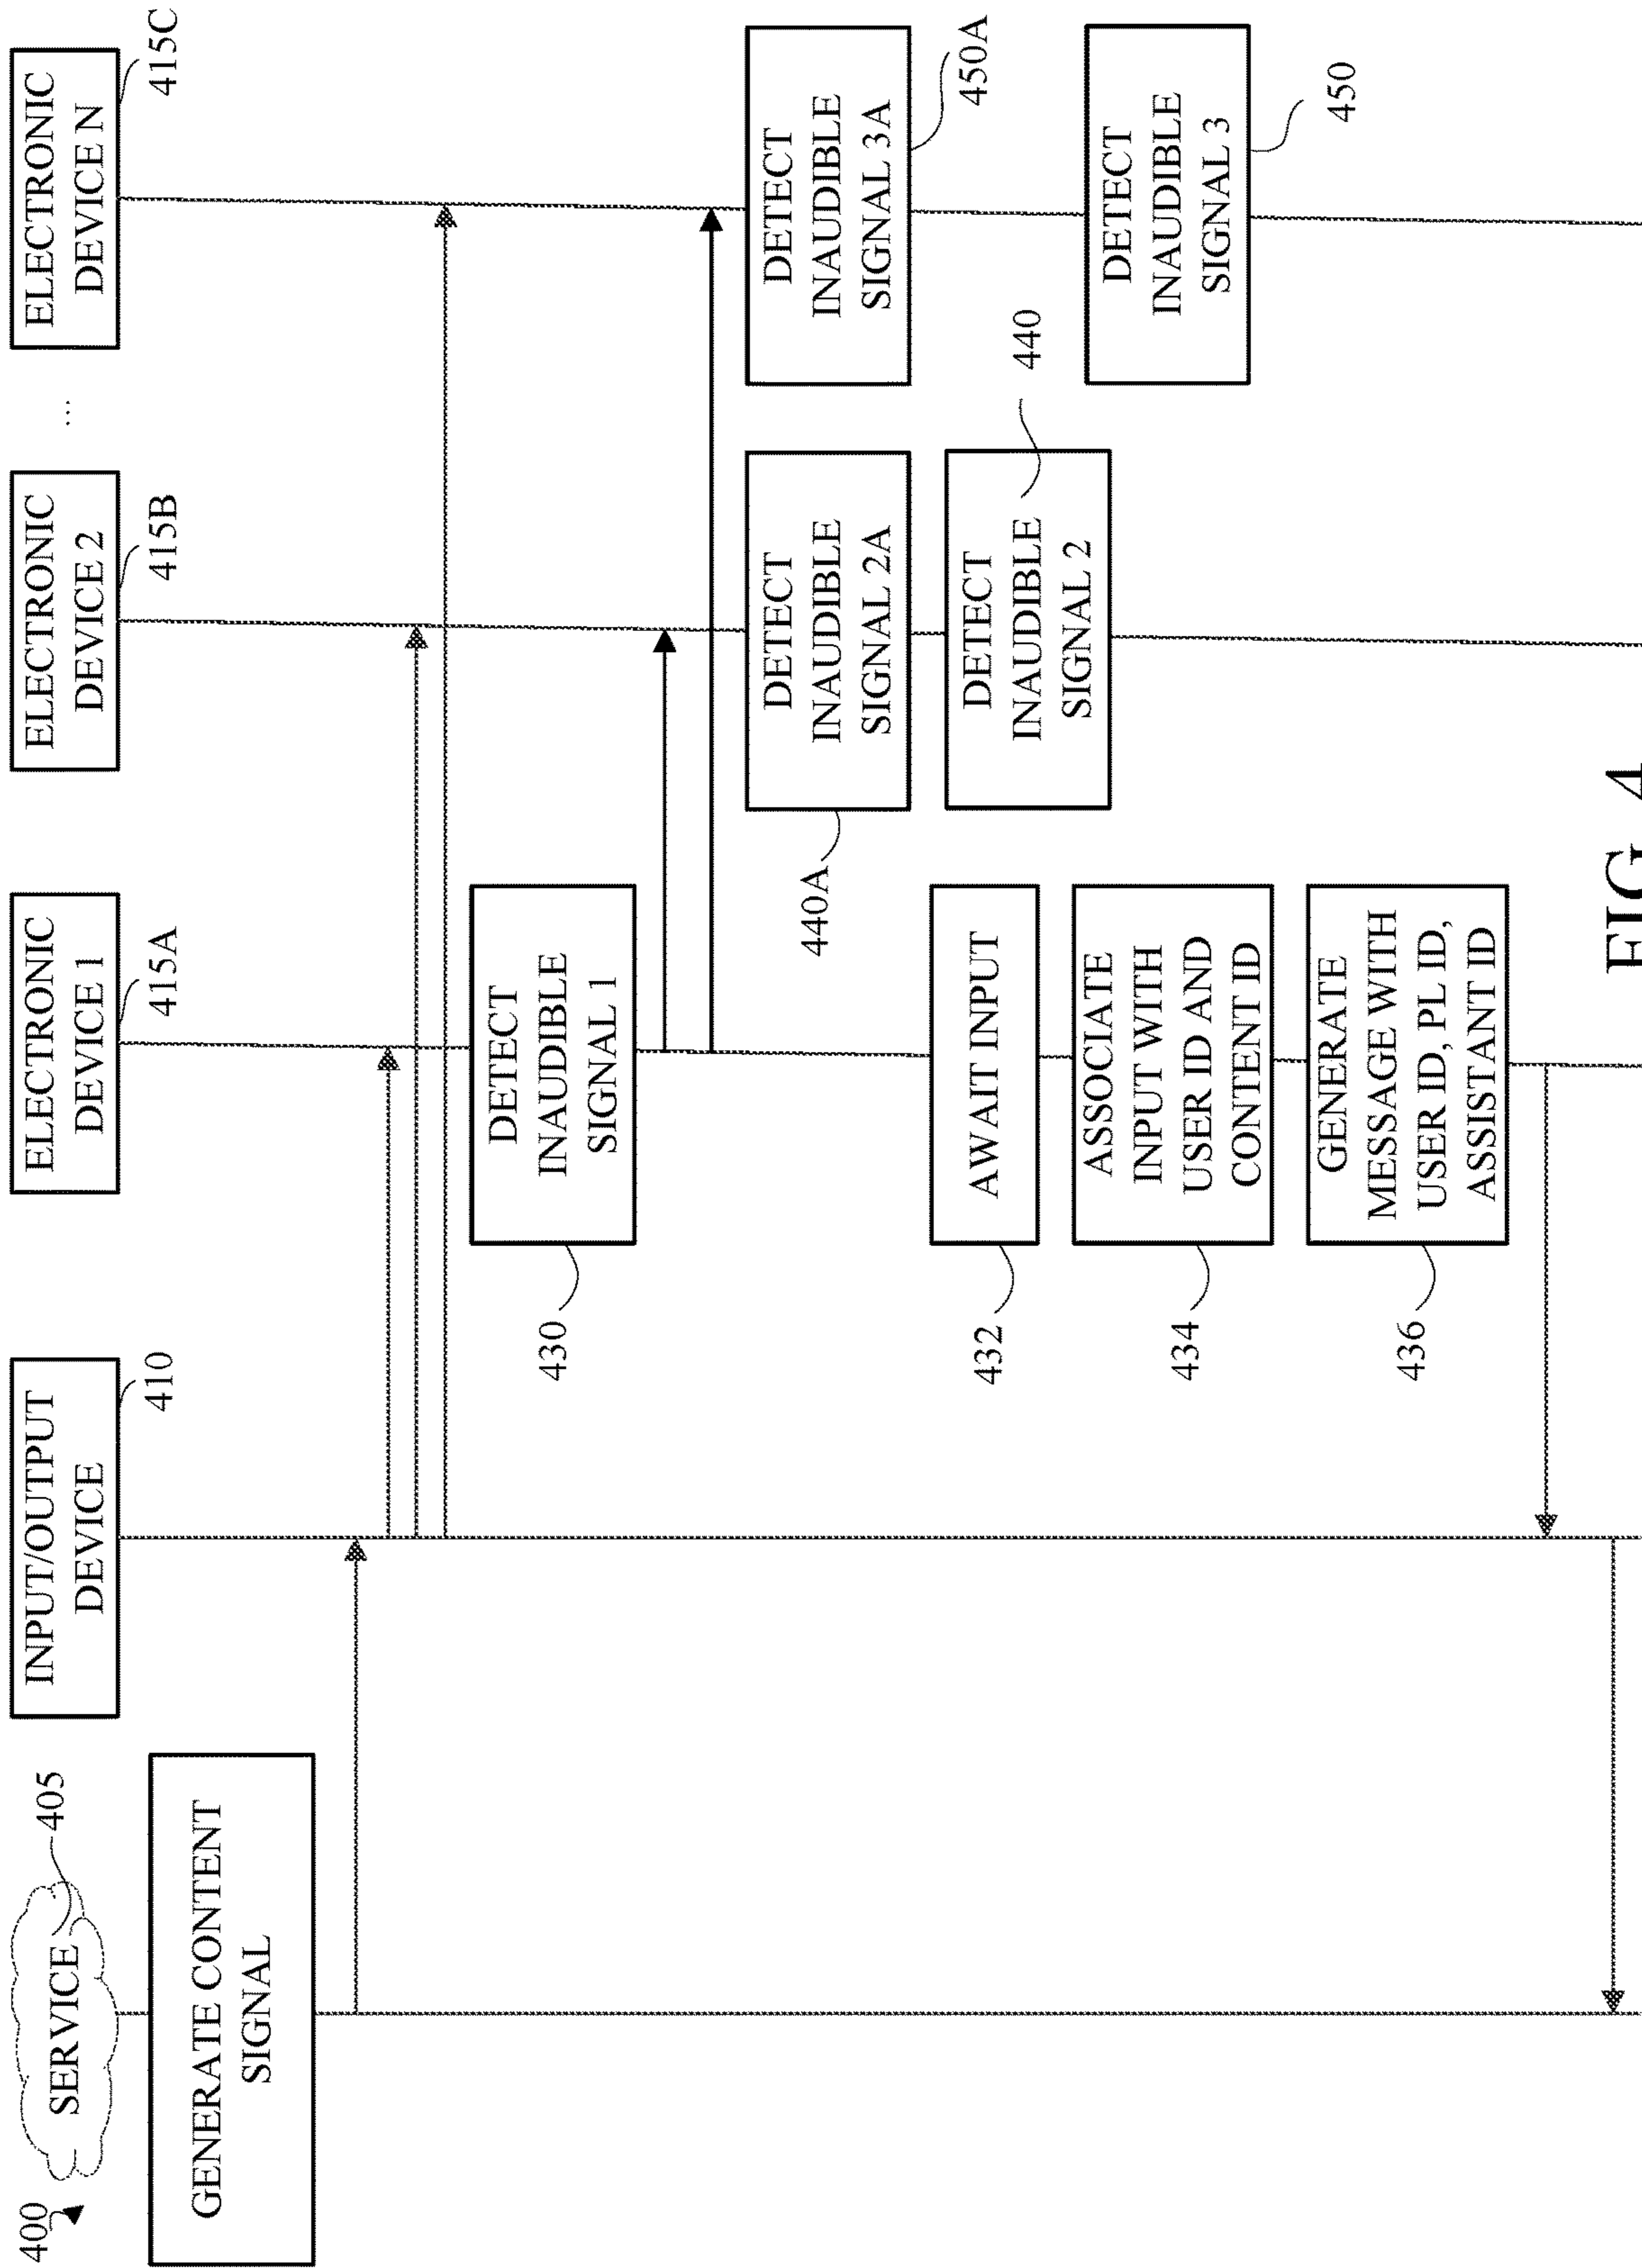 400
SERVICE
405
INPUT/OUTPUT
DEVICE
410
ELECTRONIC
DEVICE 1
415A
ELECTRONIC
DEVICE 2
415B
...
ELECTRONIC
DEVICE N
415C
GENERATE CONTENT
SIGNAL
DETECT
INAUDIBLE
SIGNAL 1
430
DETECT
INAUDIBLE
SIGNAL 2A
440A
DETECT
INAUDIBLE
SIGNAL 3A
450A
AWAIT INPUT
432
DETECT
INAUDIBLE
SIGNAL 2
440
ASSOCIATE
INPUT WITH
USER ID AND
CONTENT ID
434
DETECT
INAUDIBLE
SIGNAL 3
450
GENERATE
MESSAGE WITH
USER ID, PL ID,
ASSISTANT ID
436
FIG. 4